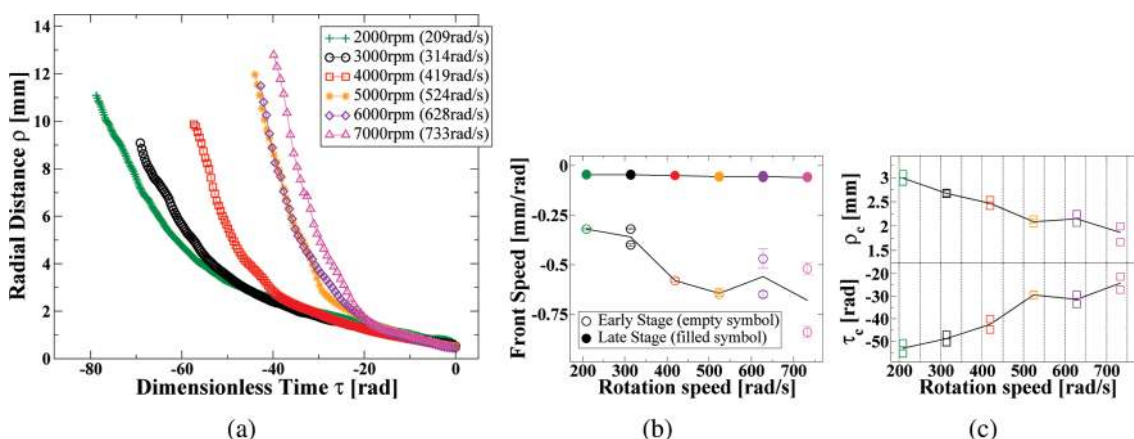 14
12
10
8
6
4
2
0
Radial Distance ρ [mm]
2000rpm (209rad/s)
3000rpm (314rad/s)
4000rpm (419rad/s)
5000rpm (524rad/s)
6000rpm (628rad/s)
7000rpm (733rad/s)
-80 -60 -40 -20 0
Dimensionless Time τ [rad]
(a)
0
-0.25
-0.5
-0.75
Front Speed [mm/rad]
Early Stage (empty symbol)
Late Stage (filled symbol)
200 300 400 500 600 700
Rotation speed [rad/s]
(b)
3
2.5
2
1.5
ρc [mm]
-20
-30
-40
-50
τc [rad]
200 300 400 500 600 700
Rotation speed [rad/s]
(c)